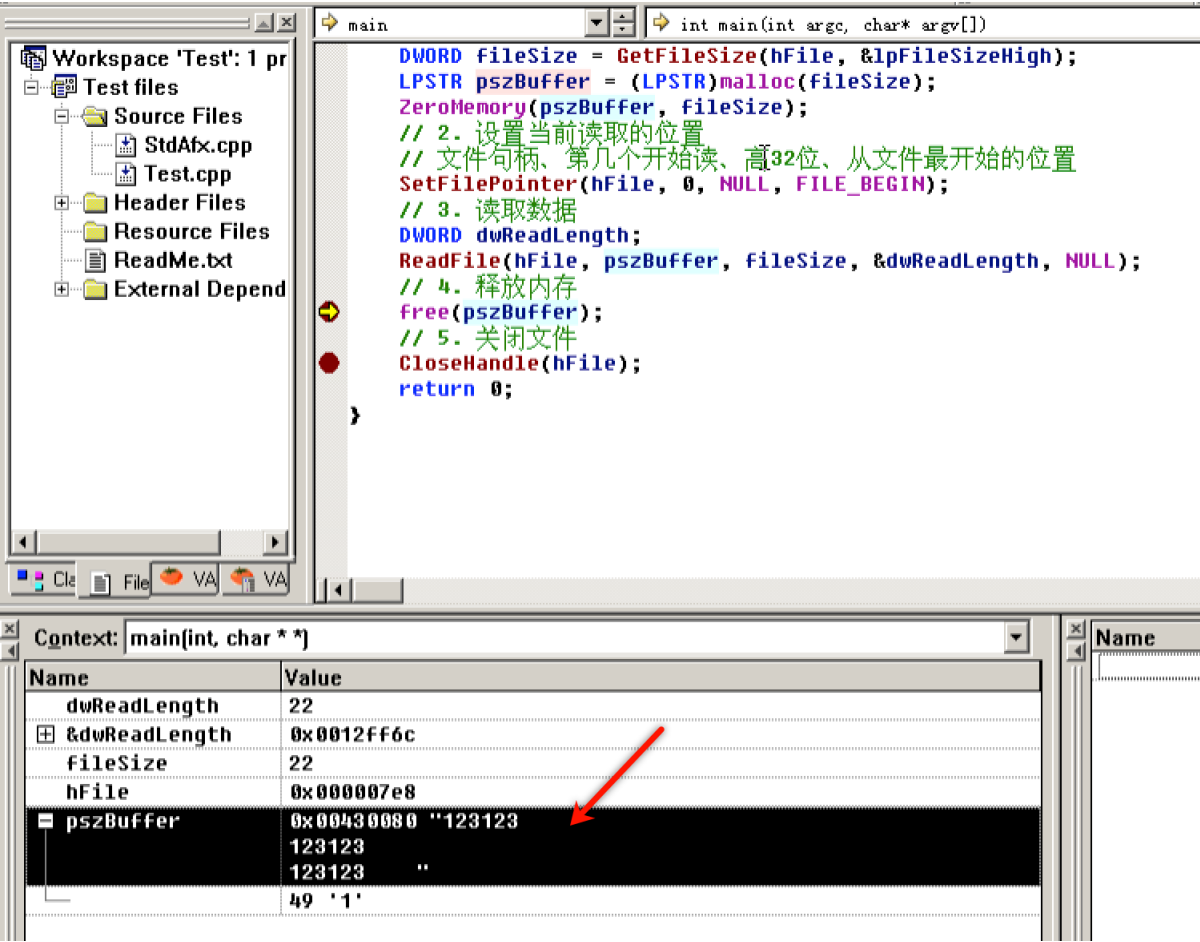 main
int main(int argc, char* argv[])
Workspace 'Test': 1 pr
Test files
Source Files
StdAfx.cpp
Test.cpp
Header Files
Resource Files
ReadMe.txt
External Depend
Cla
File
VA
VA
DWORD fileSize = GetFileSize(hFile, &lpFileSizeHigh);
LPSTR pszBuffer = (LPSTR)malloc(fileSize);
ZeroMemory(pszBuffer, fileSize);
// 2. 设置当前读取的位置
// 文件句柄、第几个开始读、高32位、从文件最开始的位置
SetFilePointer(hFile, 0, NULL, FILE_BEGIN);
// 3. 读取数据
DWORD dwReadLength;
ReadFile(hFile, pszBuffer, fileSize, &dwReadLength, NULL);
// 4. 释放内存
free(pszBuffer);
// 5. 关闭文件
CloseHandle(hFile);
return 0;
}
Context: main(int, char * *)
Name Value
dwReadLength 22
&dwReadLength 0x0012ff6c
fileSize 22
hFile 0x000007e8
pszBuffer 0x00430080 "123123
123123
123123 "
49 '1'
Name